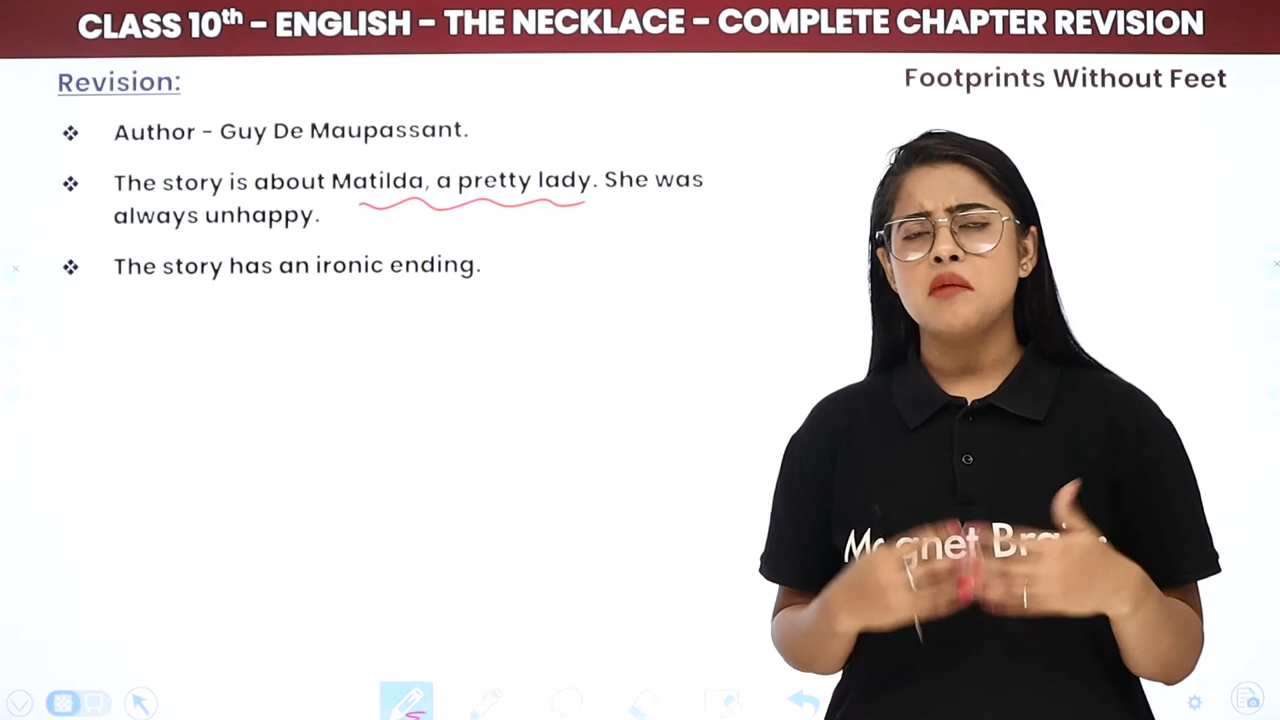 CLASS 10th – ENGLISH – THE NECKLACE – COMPLETE CHAPTER REVISION
Revision:
Footprints Without Feet
❖ Author – Guy De Maupassant.
❖ The story is about Matilda, a pretty lady. She was
always unhappy.
❖ The story has an ironic ending.
Magnet